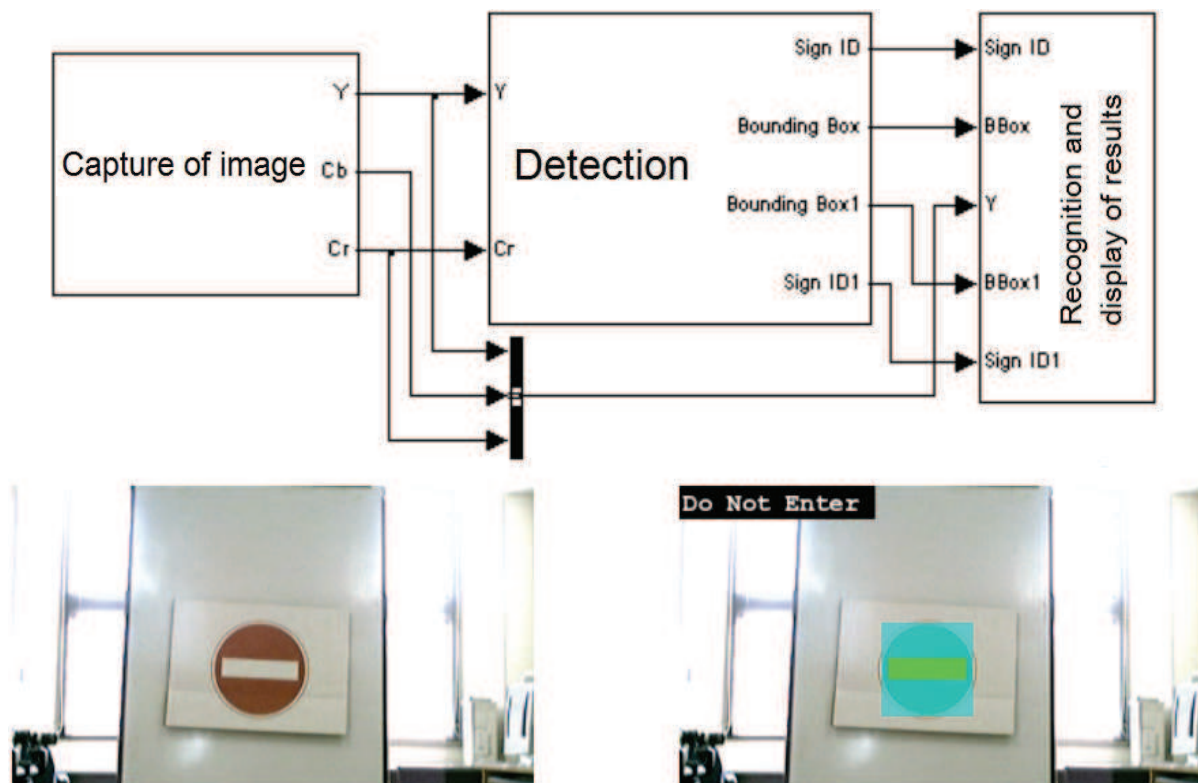 Capture of image
Y
Cb
Cr
Y
Cr
Detection
Sign ID
Bounding Box
Bounding Box1
Sign ID1
Sign ID
BBox
Y
BBox1
Sign ID1
Recognition and
display of results
Do Not Enter